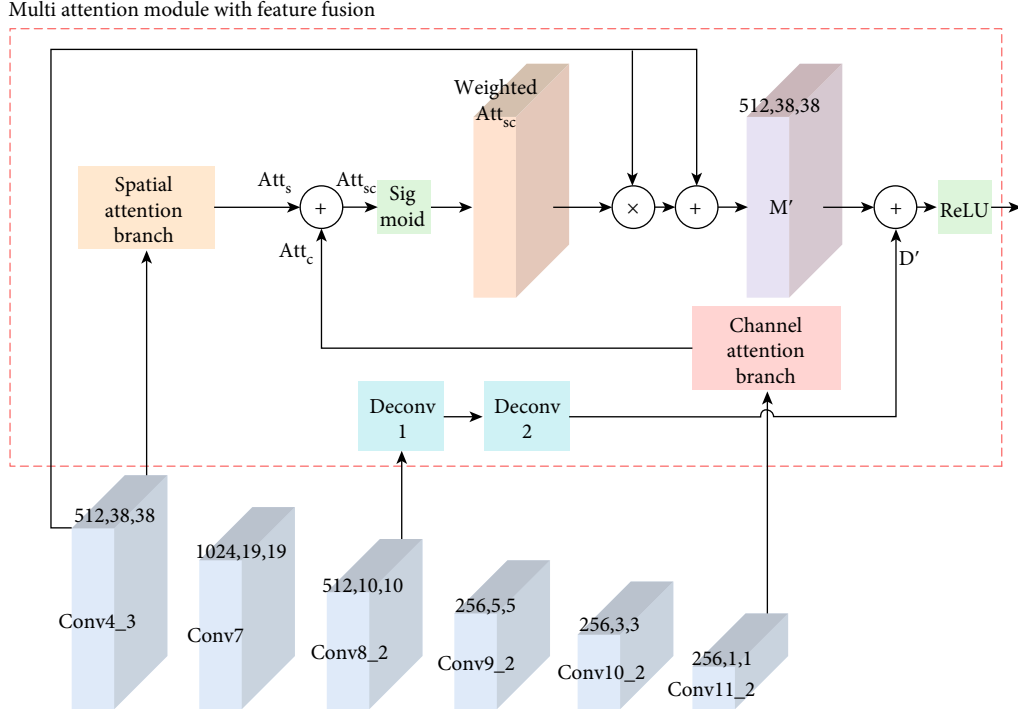 Multi attention module with feature fusion
Weighted
Att_sc
512,38,38
Spatial
attention
branch
Att_s
+
Att_sc
Sig
moid
×
+
M′
+
ReLU
Att_c
D′
Channel
attention
branch
Deconv
1
Deconv
2
512,38,38
1024,19,19
512,10,10
256,5,5
256,3,3
256,1,1
Conv4_3
Conv7
Conv8_2
Conv9_2
Conv10_2
Conv11_2